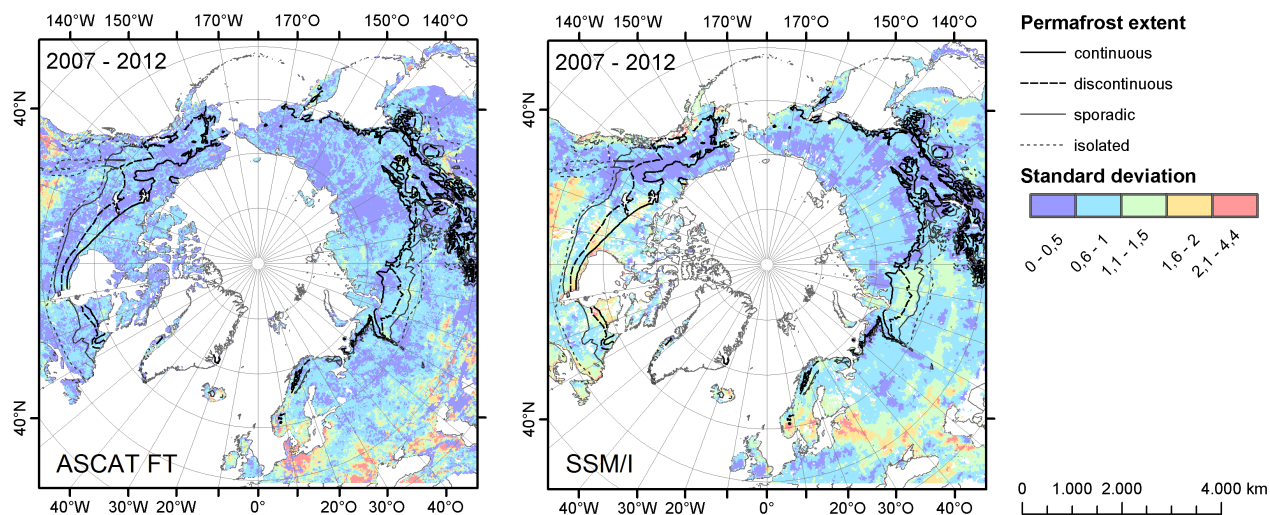 140°W 150°W 170°W 170°O 150°O 140°O
2007 - 2012
40°N
40°N
ASCAT FT
40°W 30°W 20°W 0° 20°O 30°O 40°O
140°W 150°W 170°W 170°O 150°O 140°O
2007 - 2012
40°N
40°N
SSM/I
40°W 30°W 20°W 0° 20°O 30°O 40°O
Permafrost extent
continuous
discontinuous
sporadic
isolated
Standard deviation
0 - 0,5
0,6 - 1
1,1 - 1,5
1,6 - 2
2,1 - 4,4
0 1.000 2.000 4.000 km